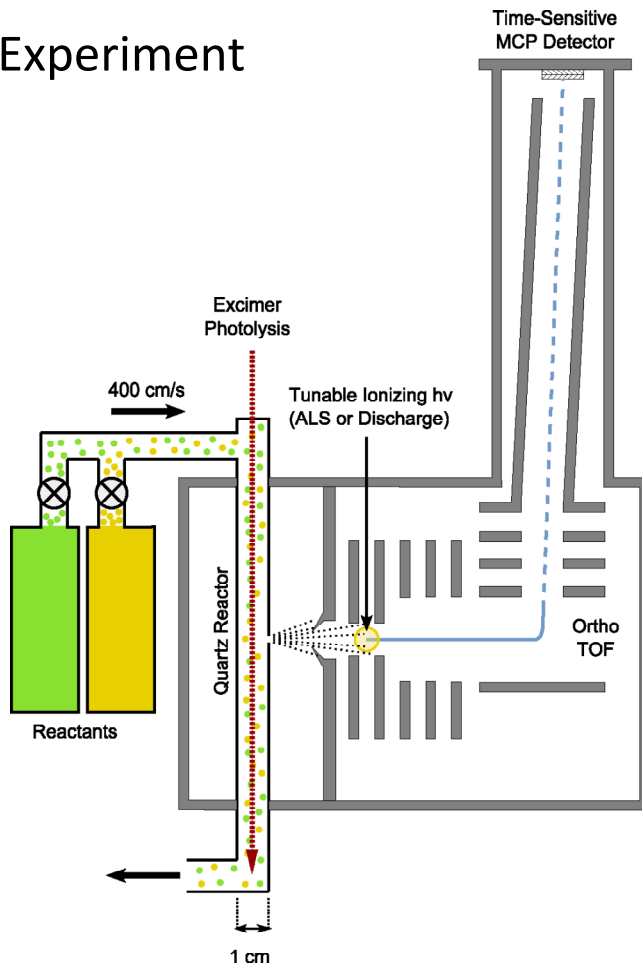 Experiment
Time-Sensitive
MCP Detector
Excimer
Photolysis
400 cm/s
Tunable Ionizing hv
(ALS or Discharge)
Quartz Reactor
Ortho
TOF
Reactants
1 cm